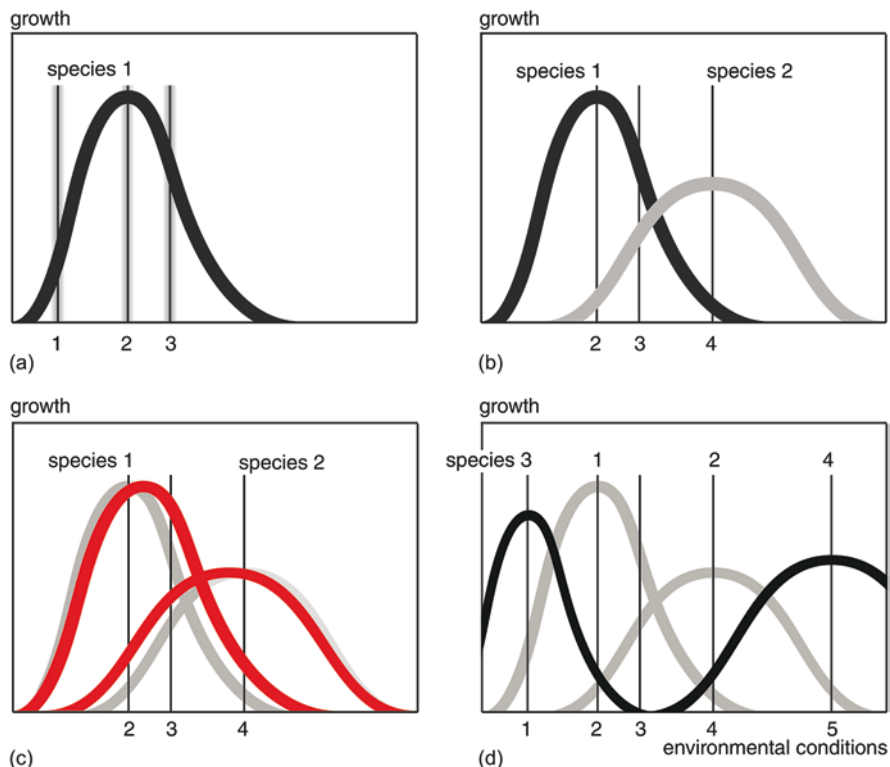 growth
species 1
1 2 3
(a)
growth
species 1 species 2
2 3 4
(b)
growth
species 1 species 2
2 3 4
(c)
growth
species 3 1 2 4
1 2 3 4 5
environmental conditions
(d)